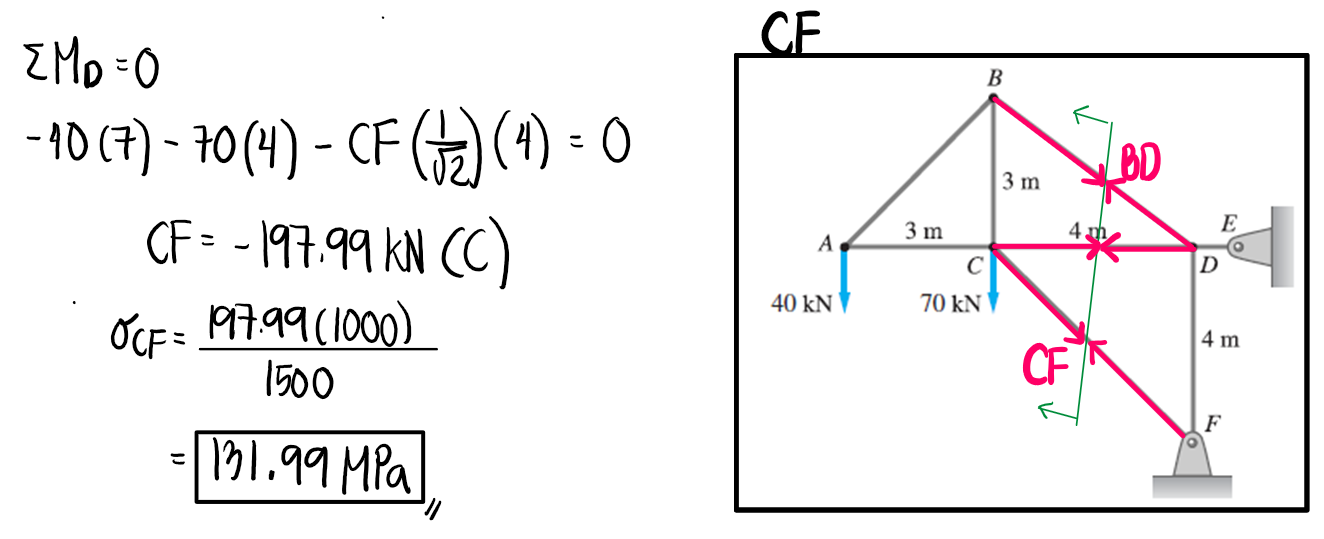 ΣM_D = 0
-40(7) - 70(4) - CF(1/√2)(4) = 0
CF = -197.99 kN (C)
σ_CF = 197.99(1000)/1500
= 131.99 MPa
CF
B
BD
3 m
A
3 m
4 m
E
C
D
40 kN
70 kN
4 m
CF
F